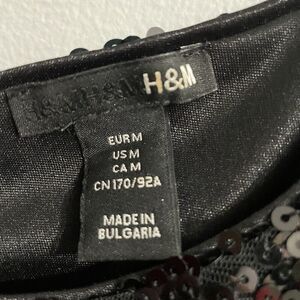 H&M
EUR M
US M
CA M
CN 170/92A
MADE IN
BULGARIA